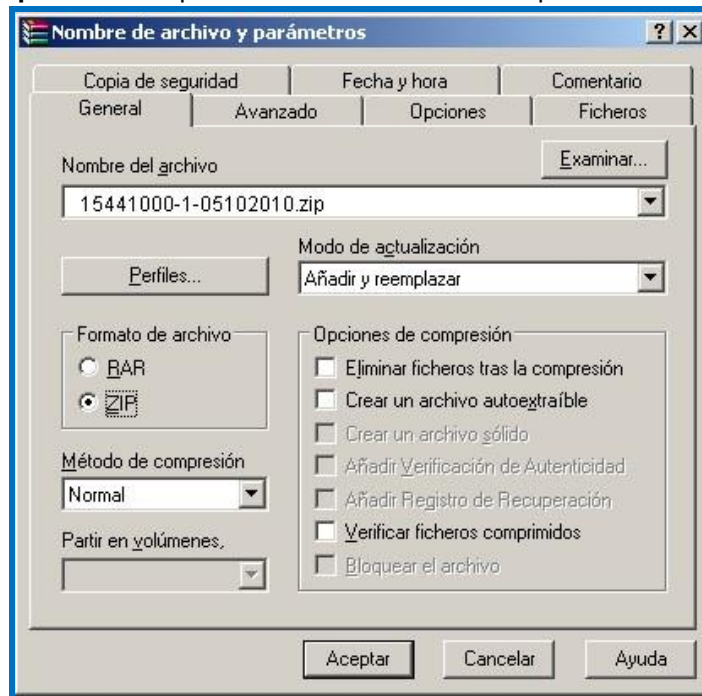 Nombre de archivo y parámetros
Copia de seguridad Fecha y hora Comentario
General Avanzado Opciones Ficheros
Nombre del archivo Examinar...
15441000-1-05102010.zip
Modo de actualización
Perfiles... Añadir y reemplazar
Formato de archivo
RAR
ZIP
Método de compresión
Normal
Partir en volúmenes,
Opciones de compresión
Eliminar ficheros tras la compresión
Crear un archivo autoextraíble
Crear un archivo sólido
Añadir Verificación de Autenticidad
Añadir Registro de Recuperación
Verificar ficheros comprimidos
Bloquear el archivo
Aceptar Cancelar Ayuda